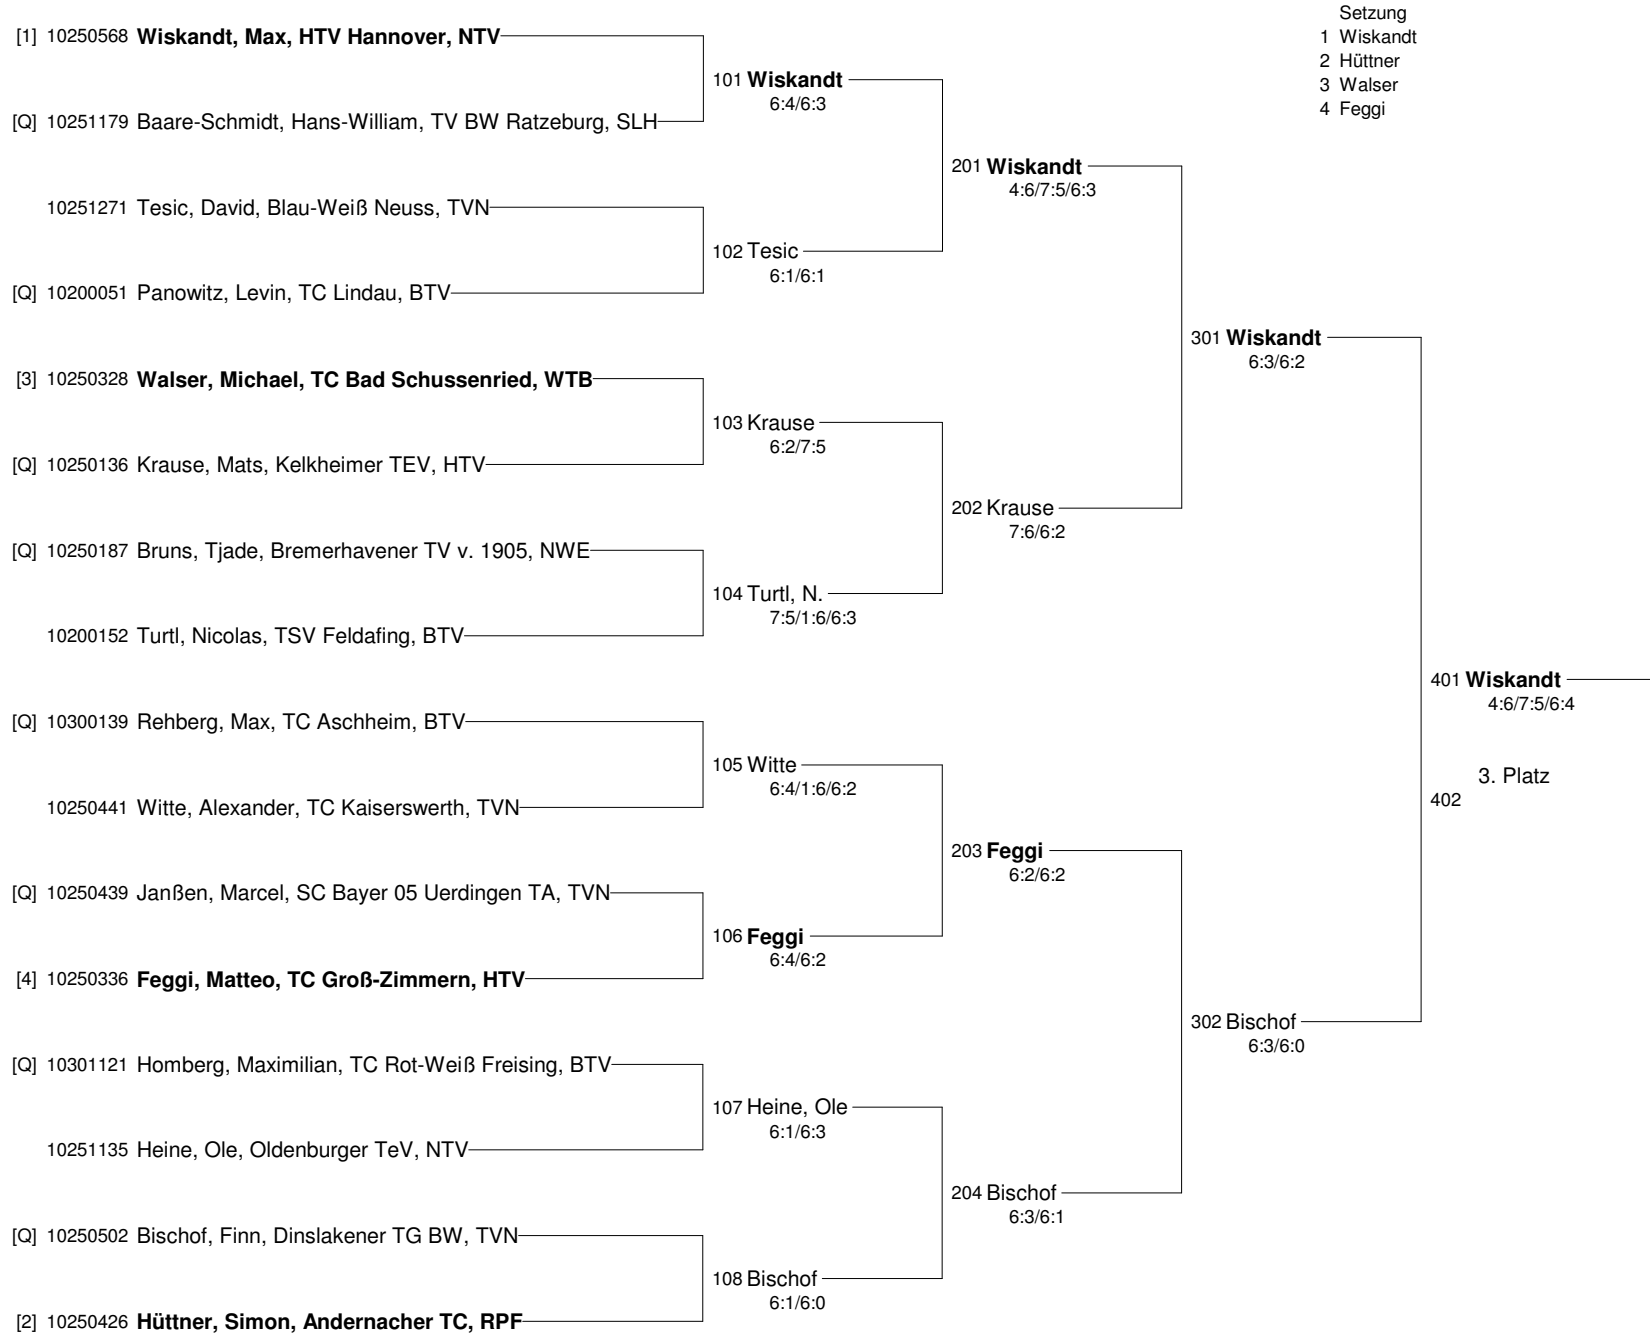 Setzung
1 Wiskandt
2 Hüttner
3 Walser
4 Feggi
[1] 10250568 Wiskandt, Max, HTV Hannover, NTV
101 Wiskandt
6:4/6:3
[Q] 10251179 Baare-Schmidt, Hans-William, TV BW Ratzeburg, SLH
201 Wiskandt
4:6/7:5/6:3
10251271 Tesic, David, Blau-Weiß Neuss, TVN
102 Tesic
6:1/6:1
[Q] 10200051 Panowitz, Levin, TC Lindau, BTV
301 Wiskandt
6:3/6:2
[3] 10250328 Walser, Michael, TC Bad Schussenried, WTB
103 Krause
6:2/7:5
[Q] 10250136 Krause, Mats, Kelkheimer TEV, HTV
202 Krause
7:6/6:2
[Q] 10250187 Bruns, Tjade, Bremerhavener TV v. 1905, NWE
104 Turtl, N.
7:5/1:6/6:3
10200152 Turtl, Nicolas, TSV Feldafing, BTV
401 Wiskandt
4:6/7:5/6:4
[Q] 10300139 Rehberg, Max, TC Aschheim, BTV
105 Witte
6:4/1:6/6:2
3. Platz
402
10250441 Witte, Alexander, TC Kaiserswerth, TVN
203 Feggi
6:2/6:2
[Q] 10250439 Janßen, Marcel, SC Bayer 05 Uerdingen TA, TVN
106 Feggi
6:4/6:2
[4] 10250336 Feggi, Matteo, TC Groß-Zimmern, HTV
302 Bischof
6:3/6:0
[Q] 10301121 Homberg, Maximilian, TC Rot-Weiß Freising, BTV
107 Heine, Ole
6:1/6:3
10251135 Heine, Ole, Oldenburger TeV, NTV
204 Bischof
6:3/6:1
[Q] 10250502 Bischof, Finn, Dinslakener TG BW, TVN
108 Bischof
6:1/6:0
[2] 10250426 Hüttner, Simon, Andernacher TC, RPF